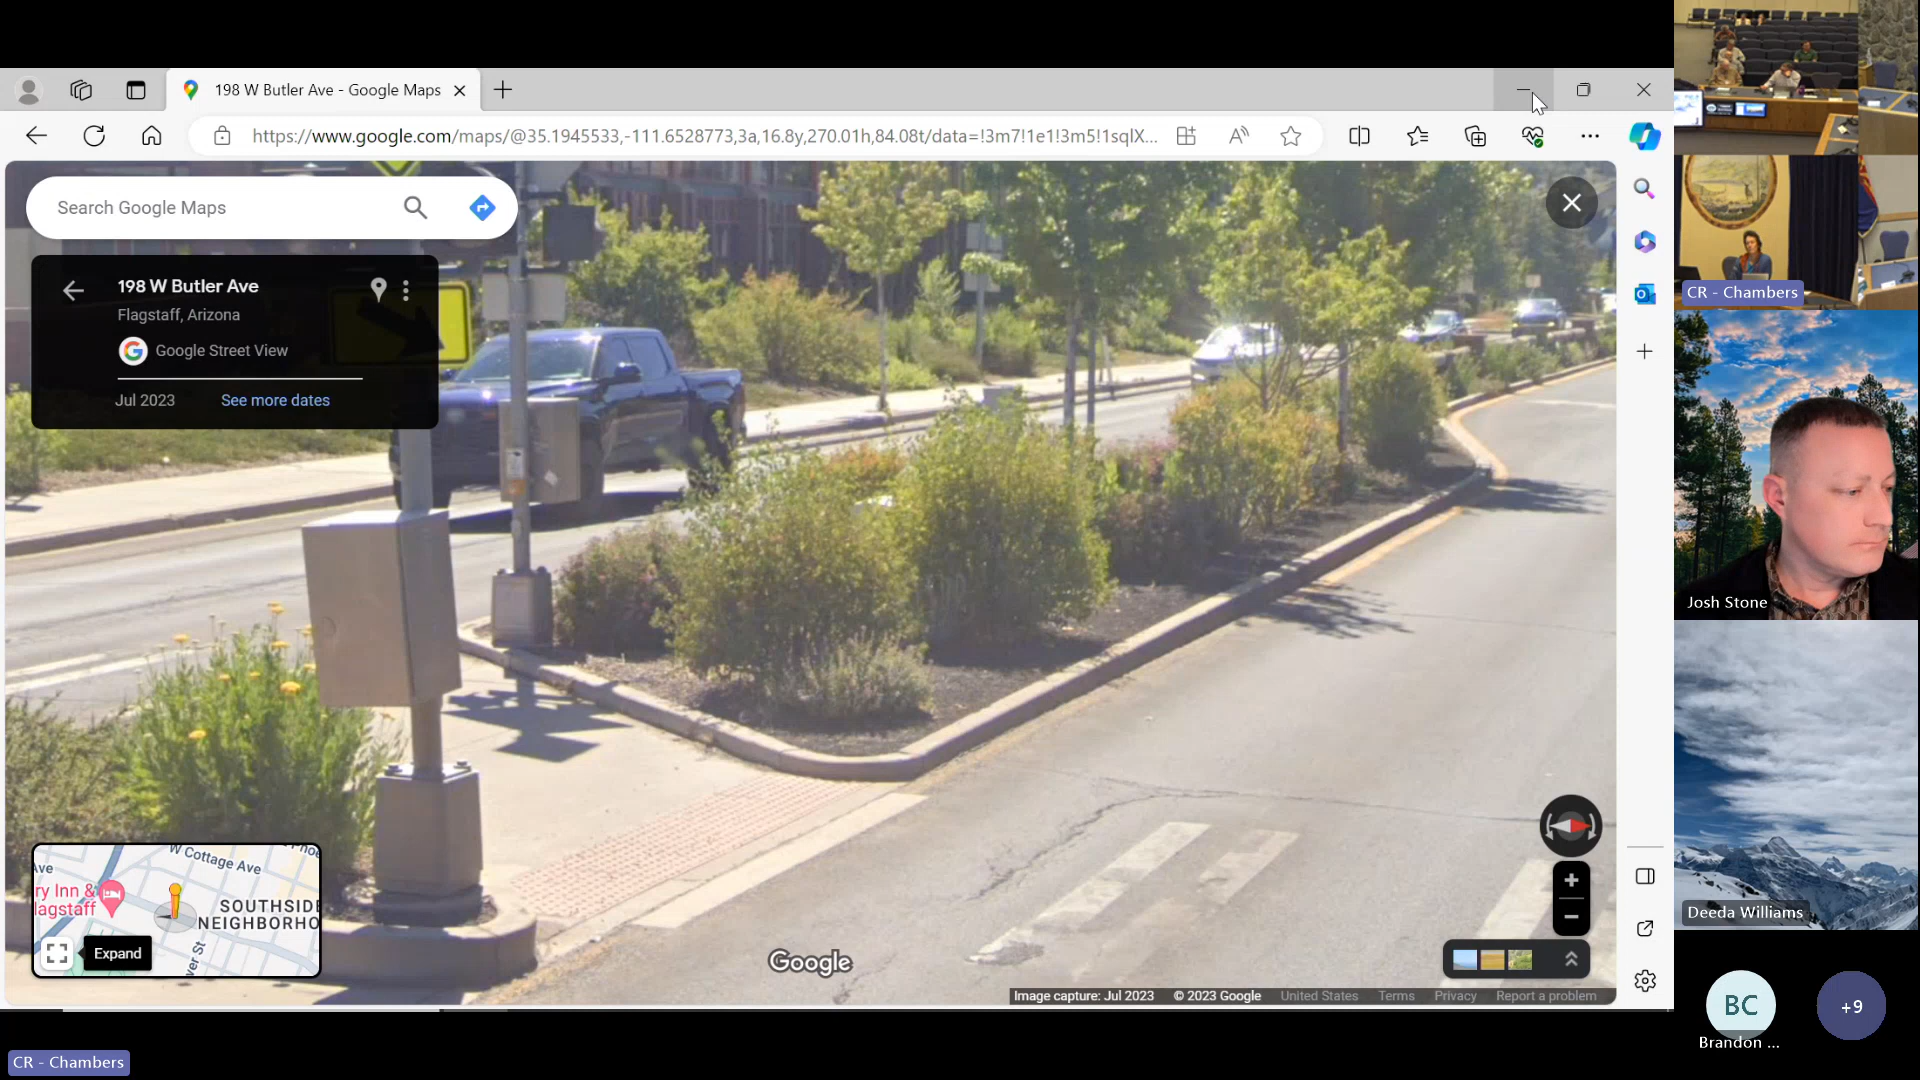 198 W Butler Ave - Google Maps
https://www.google.com/maps/@35.1945533,-111.6528773,3a,16.8y,270.01h,84.08t/data=!3m7!1e1!3m5!1sqlX...
Search Google Maps
198 W Butler Ave
Flagstaff, Arizona
Google Street View
Jul 2023
See more dates
W Cottage Ave
Ave
ry Inn &
lagstaff
SOUTHSIDE
NEIGHBORHO
ver St
Expand
Google
Image capture: Jul 2023
© 2023 Google
United States
Terms
Privacy
Report a problem
CR - Chambers
CR - Chambers
Josh Stone
Deeda Williams
BC
Brandon ...
+9